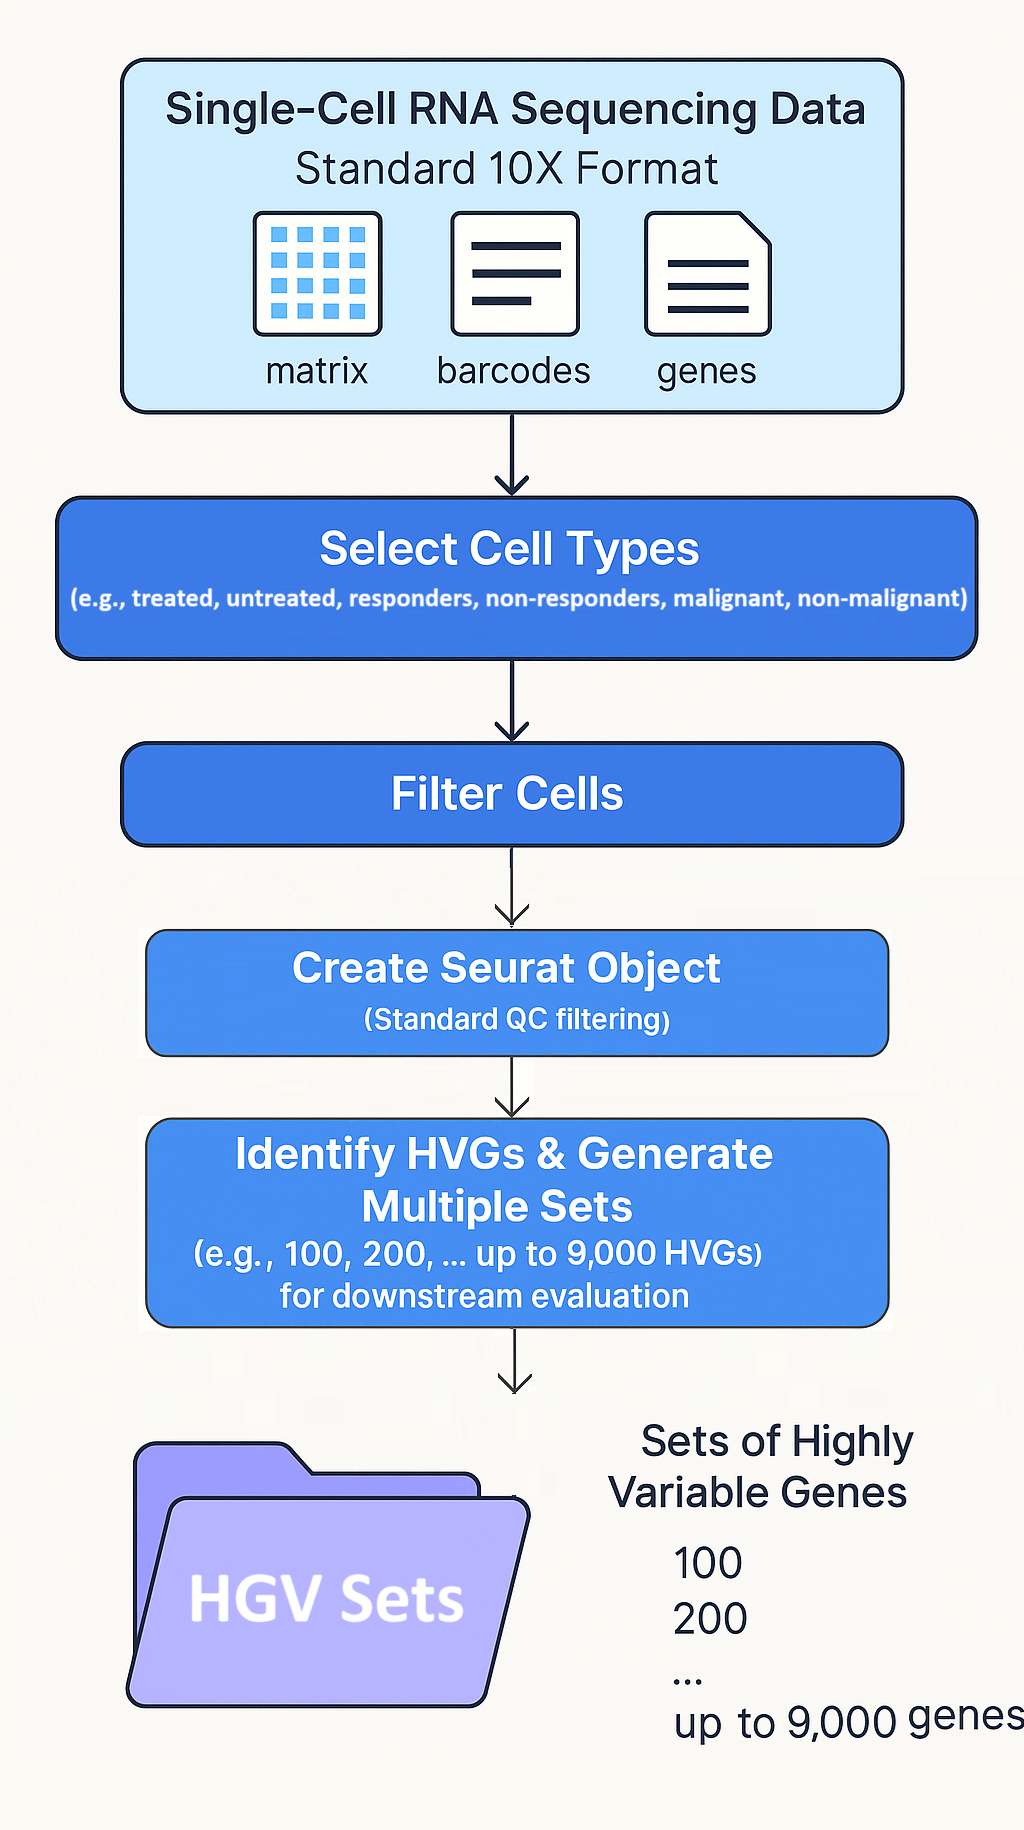 Single-Cell RNA Sequencing Data
Standard 10X Format
matrix barcodes genes
Select Cell Types
(e.g., treated, untreated, responders, non-responders, malignant, non-malignant)
Filter Cells
Create Seurat Object
(Standard QC filtering)
Identify HVGs & Generate
Multiple Sets
(e.g., 100, 200, ... up to 9,000 HVGs)
for downstream evaluation
HGV Sets
Sets of Highly
Variable Genes
100
200
...
up to 9,000 genes